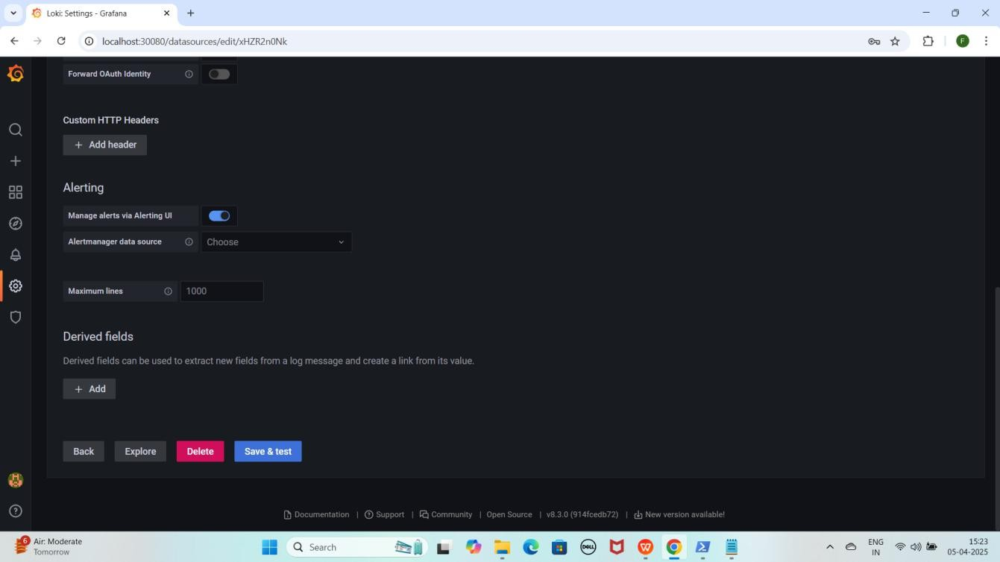 Loki: Settings - Grafana
localhost:30080/datasources/edit/xHZR2n0Nk
F
Forward OAuth Identity
Custom HTTP Headers
+ Add header
Alerting
Manage alerts via Alerting UI
Alertmanager data source
Choose
Maximum lines
1000
Derived fields
Derived fields can be used to extract new fields from a log message and create a link from its value.
+ Add
Back
Explore
Delete
Save & test
Documentation | Support | Community | Open Source | v8.3.0 (914fcedb72) | New version available!
6
Air: Moderate
Tomorrow
Search
DELL
W
ENG
IN
15:23
05-04-2025